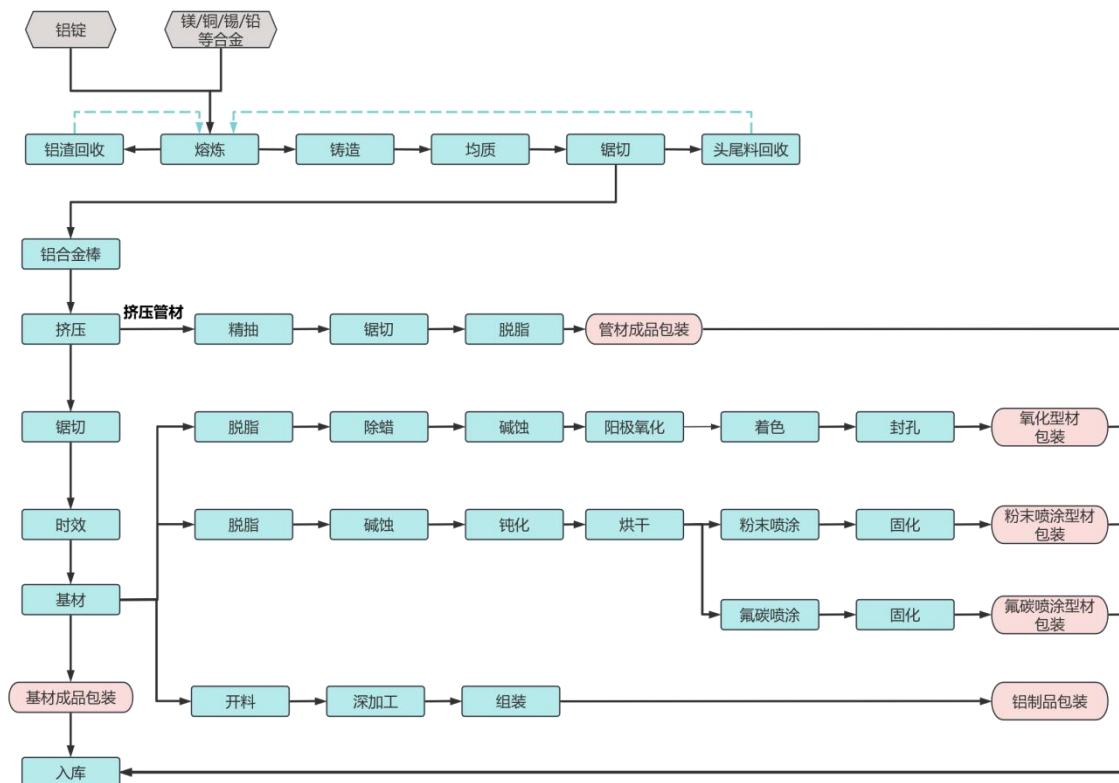 铝锭
镁/铜/锡/铅
等合金
铝渣回收
熔炼
铸造
均质
锯切
头尾料回收
铝合金棒
挤压
挤压管材
精抽
锯切
脱脂
管材成品包装
锯切
脱脂
除蜡
碱蚀
阳极氧化
着色
封孔
氧化型材
包装
时效
脱脂
碱蚀
钝化
烘干
粉末喷涂
固化
粉末喷涂型材
包装
基材
氟碳喷涂
固化
氟碳喷涂型材
包装
基材成品包装
开料
深加工
组装
铝制品包装
入库